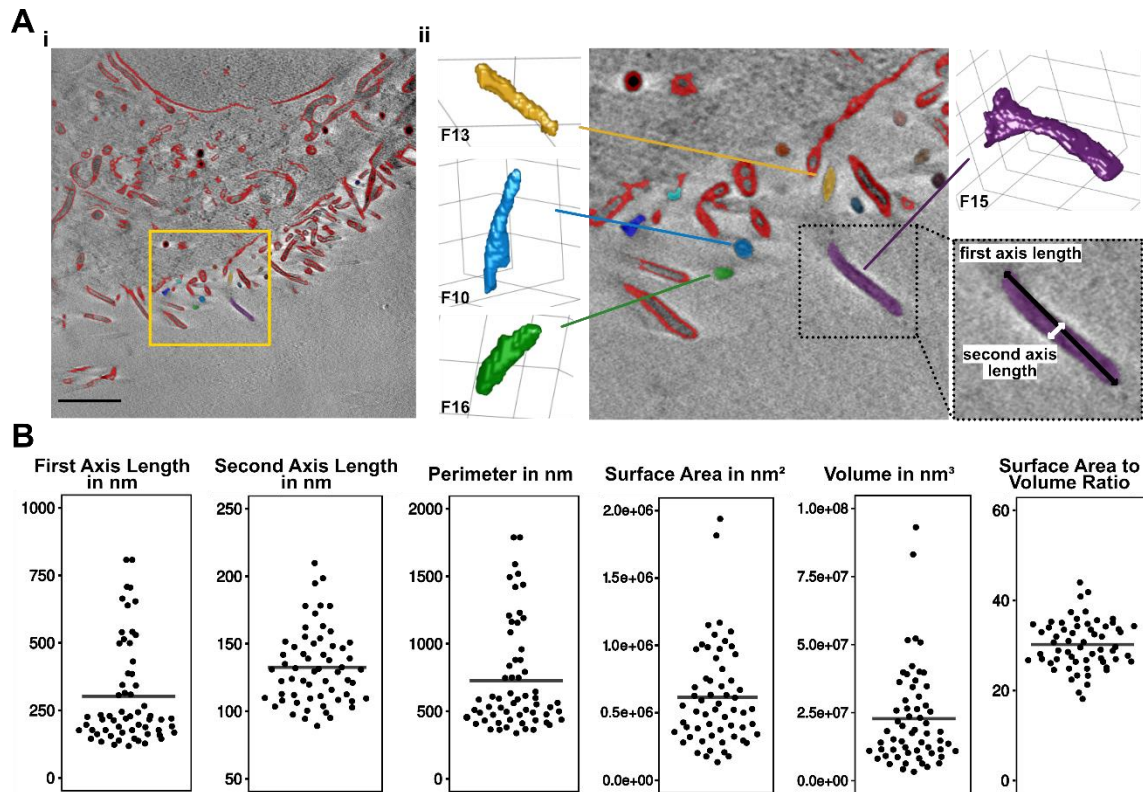 A
i
ii
F13
F10
F16
F15
first axis length
second axis
length
B
First Axis Length
in nm
1000
750
500
250
0
Second Axis Length
in nm
250
200
150
100
50
Perimeter in nm
2000
1500
1000
500
0
Surface Area in nm²
2.0e+06
1.5e+06
1.0e+06
0.5e+06
0.0e+00
Volume in nm³
1.0e+08
7.5e+07
5.0e+07
2.5e+07
0.0e+00
Surface Area to
Volume Ratio
60
40
20
0